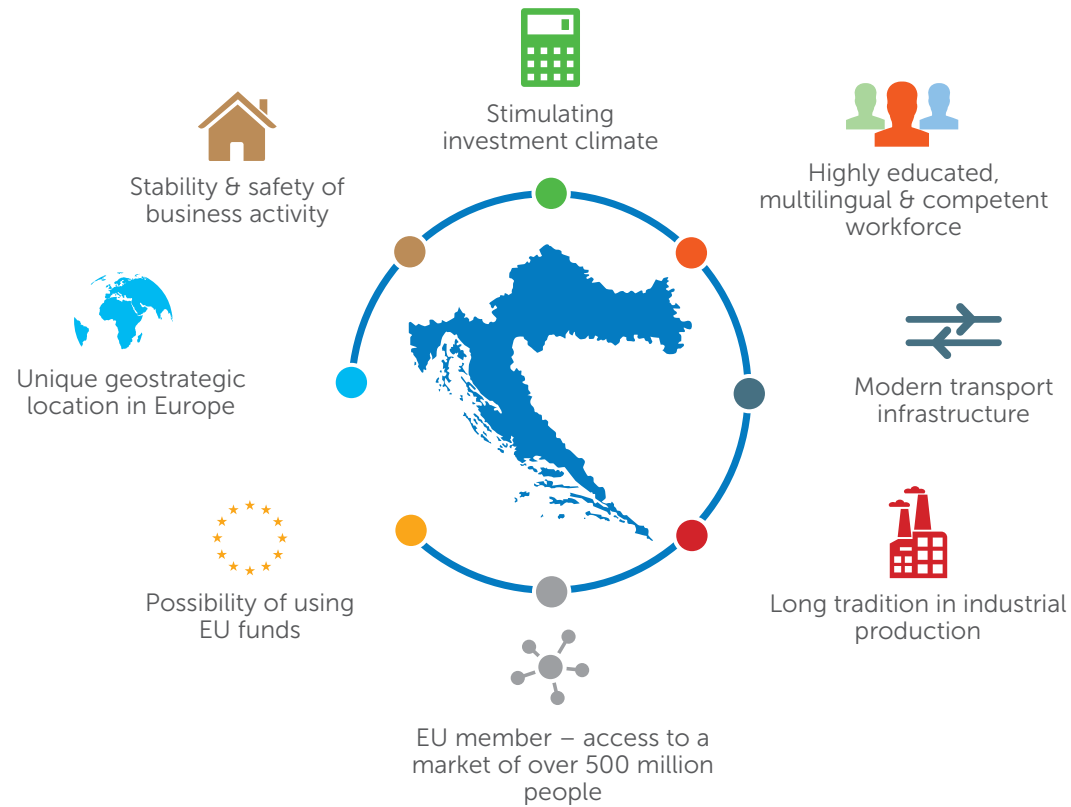 Stimulating
investment climate
Highly educated,
multilingual & competent
workforce
Stability & safety of
business activity
Unique geostrategic
location in Europe
Modern transport
infrastructure
Possibility of using
EU funds
Long tradition in industrial
production
EU member – access to a
market of over 500 million
people